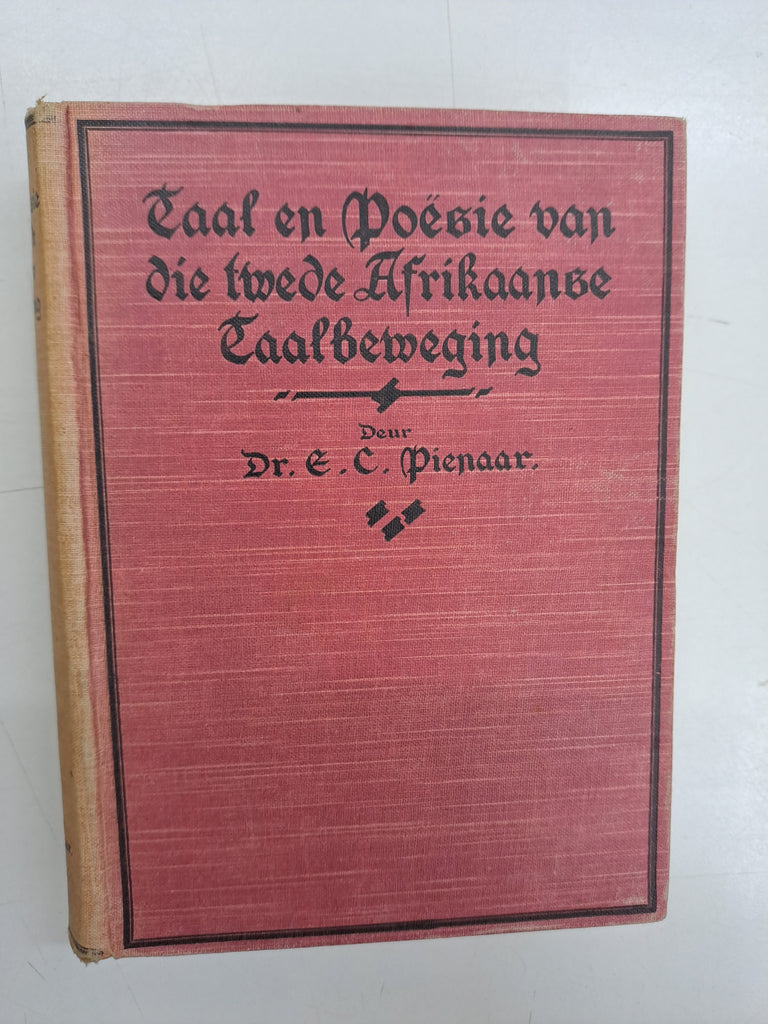 Taal en Poësie van
die twede Afrikaanse
Taalbeweging
Deur
Dr. E. C. Pienaar.